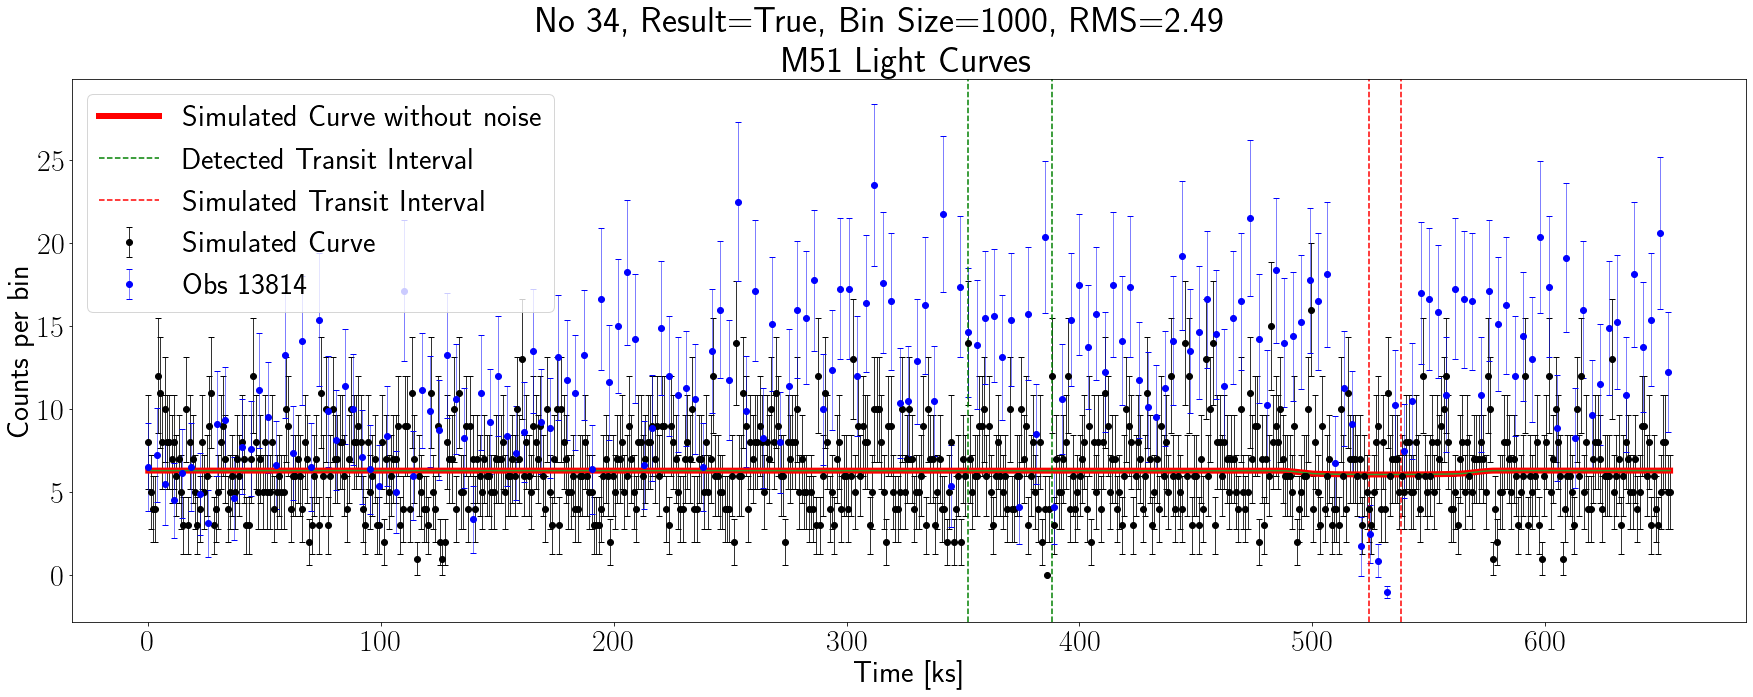 No 34, Result=True, Bin Size=1000, RMS=2.49
M51 Light Curves
Simulated Curve without noise
Detected Transit Interval
Simulated Transit Interval
Simulated Curve
Obs 13814
Counts per bin
25
20
15
10
5
0
0 100 200 300 400 500 600
Time [ks]